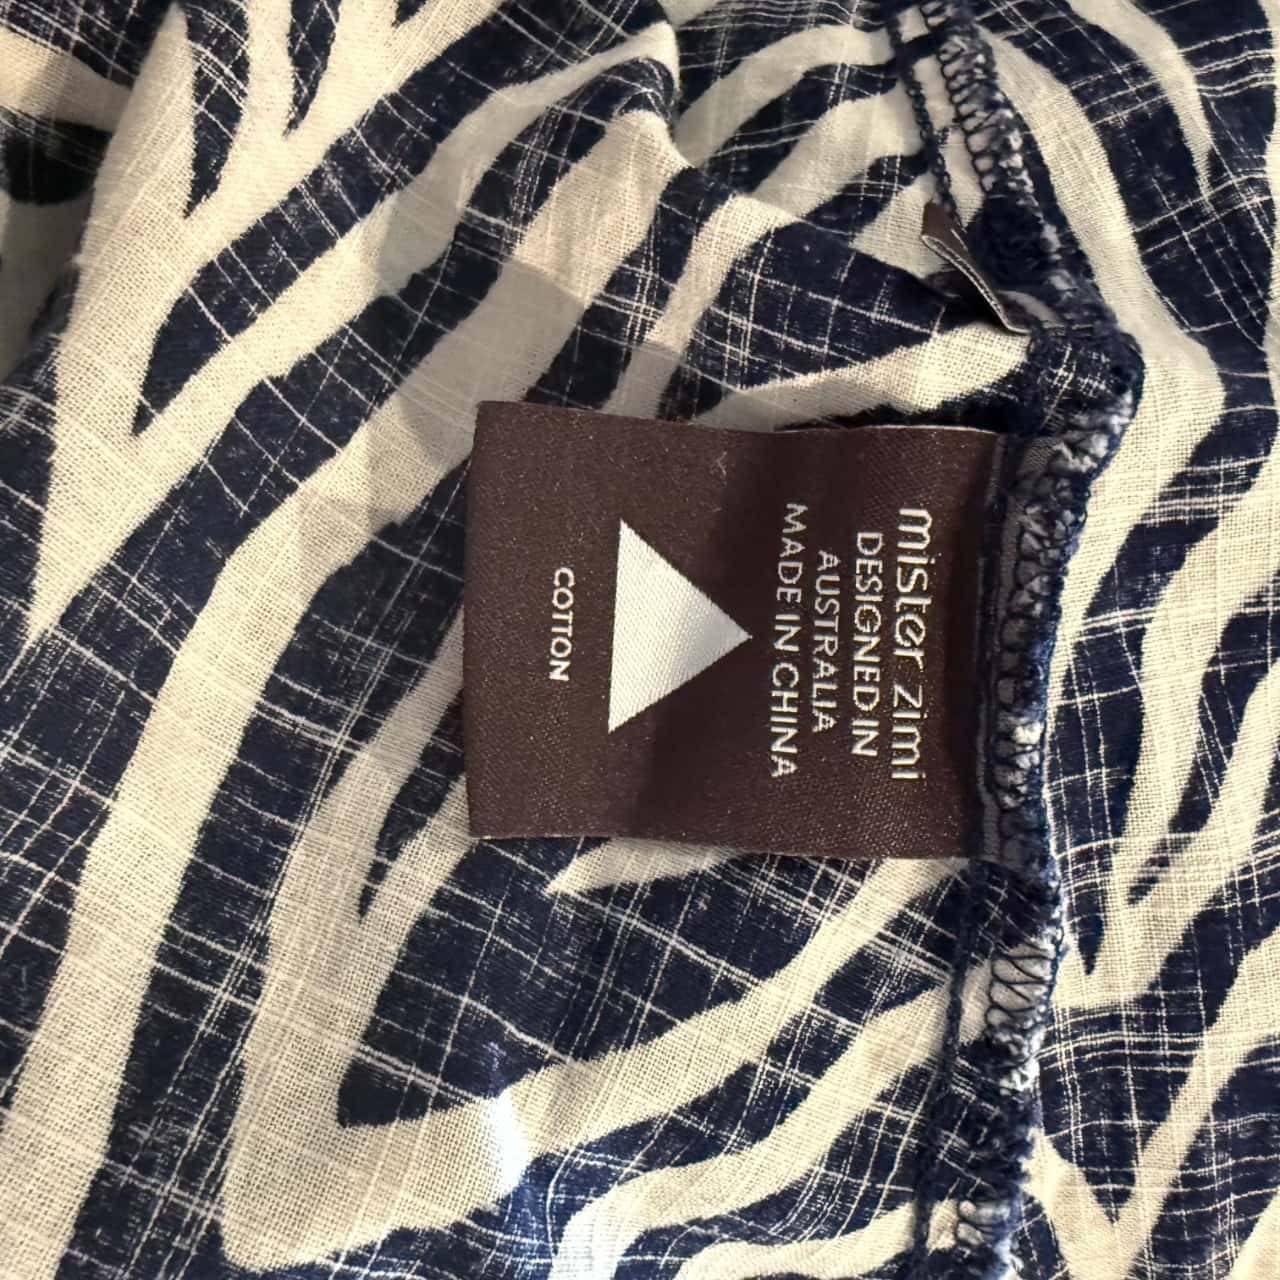 mister zimi
DESIGNED IN
AUSTRALIA
MADE IN CHINA
COTTON